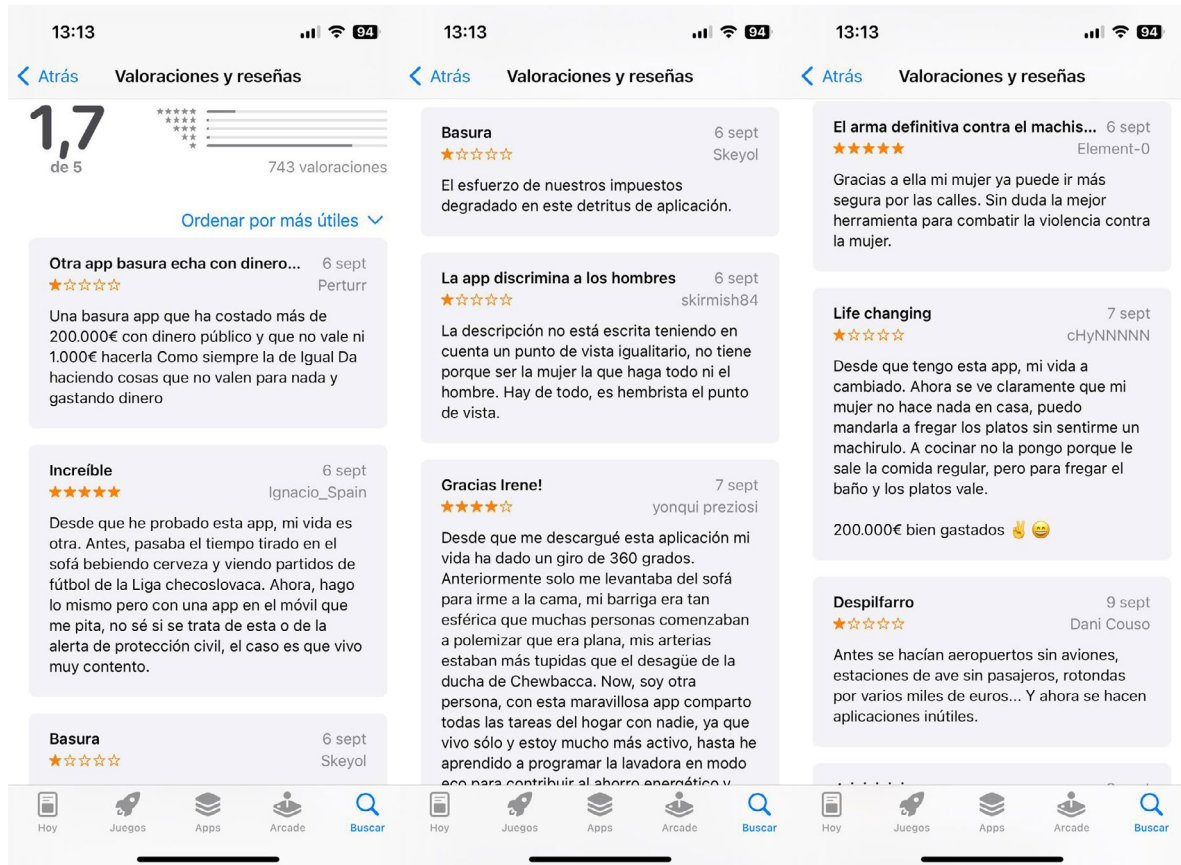 13:13
94
Atrás
Valoraciones y reseñas
1,7
de 5
743 valoraciones
Ordenar por más útiles
Otra app basura echa con dinero...
6 sept
Perturr
Una basura app que ha costado más de
200.000€ con dinero público y que no vale ni
1.000€ hacerla Como siempre la de Igual Da
haciendo cosas que no valen para nada y
gastando dinero
Increíble
6 sept
Ignacio_Spain
Desde que he probado esta app, mi vida es
otra. Antes, pasaba el tiempo tirado en el
sofá bebiendo cerveza y viendo partidos de
fútbol de la Liga checoslovaca. Ahora, hago
lo mismo pero con una app en el móvil que
me pita, no sé si se trata de esta o de la
alerta de protección civil, el caso es que vivo
muy contento.
Basura
6 sept
Skeyol
Hoy
Juegos
Apps
Arcade
Buscar
13:13
94
Atrás
Valoraciones y reseñas
Basura
6 sept
Skeyol
El esfuerzo de nuestros impuestos
degradado en este detritus de aplicación.
La app discrimina a los hombres
6 sept
skirmish84
La descripción no está escrita teniendo en
cuenta un punto de vista igualitario, no tiene
porque ser la mujer la que haga todo ni el
hombre. Hay de todo, es hembrista el punto
de vista.
Gracias Irene!
7 sept
yonqui preziosi
Desde que me descargué esta aplicación mi
vida ha dado un giro de 360 grados.
Anteriormente solo me levantaba del sofá
para irme a la cama, mi barriga era tan
esférica que muchas personas comenzaban
a polemizar que era plana, mis arterias
estaban más tupidas que el desagüe de la
ducha de Chewbacca. Now, soy otra
persona, con esta maravillosa app comparto
todas las tareas del hogar con nadie, ya que
vivo sólo y estoy mucho más activo, hasta he
aprendido a programar la lavadora en modo
eco para contribuir al ahorro energético y
Hoy
Juegos
Apps
Arcade
Buscar
13:13
94
Atrás
Valoraciones y reseñas
El arma definitiva contra el machis...
6 sept
Element-0
Gracias a ella mi mujer ya puede ir más
segura por las calles. Sin duda la mejor
herramienta para combatir la violencia contra
la mujer.
Life changing
7 sept
cHyNNNNN
Desde que tengo esta app, mi vida a
cambiado. Ahora se ve claramente que mi
mujer no hace nada en casa, puedo
mandarla a fregar los platos sin sentirme un
machirulo. A cocinar no la pongo porque le
sale la comida regular, pero para fregar el
baño y los platos vale.
200.000€ bien gastados ✌️😄
Despilfarro
9 sept
Dani Couso
Antes se hacían aeropuertos sin aviones,
estaciones de ave sin pasajeros, rotondas
por varios miles de euros... Y ahora se hacen
aplicaciones inútiles.
Hoy
Juegos
Apps
Arcade
Buscar